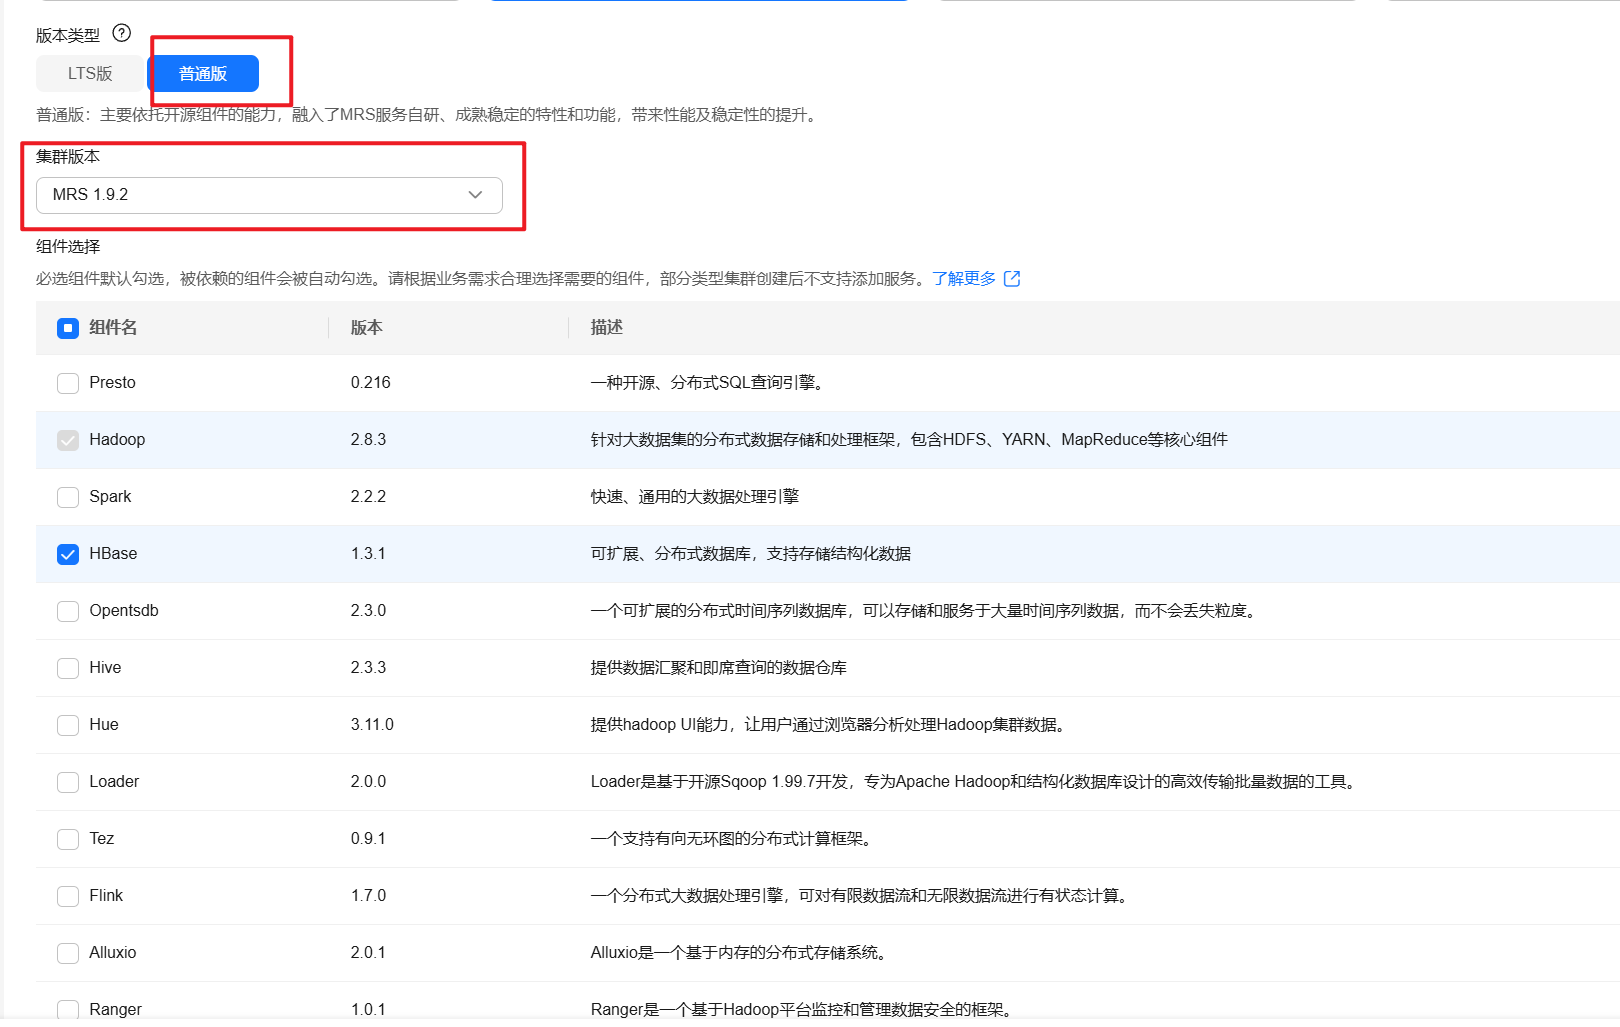 版本类型 ?
LTS版 普通版
普通版：主要依托开源组件的能力，融入了MRS服务自研、成熟稳定的特性和功能，带来性能及稳定性的提升。
集群版本
MRS 1.9.2
组件选择
必选组件默认勾选，被依赖的组件会被自动勾选。请根据业务需求合理选择需要的组件，部分类型集群创建后不支持添加服务。了解更多
组件名 版本 描述
Presto 0.216 一种开源、分布式SQL查询引擎。
Hadoop 2.8.3 针对大数据集的分布式数据存储和处理框架，包含HDFS、YARN、MapReduce等核心组件
Spark 2.2.2 快速、通用的大数据处理引擎
HBase 1.3.1 可扩展、分布式数据库，支持存储结构化数据
Opentsdb 2.3.0 一个可扩展的分布式时间序列数据库，可以存储和服务于大量时间序列数据，而不会丢失粒度。
Hive 2.3.3 提供数据汇聚和即席查询的数据仓库
Hue 3.11.0 提供hadoop UI能力，让用户通过浏览器分析处理Hadoop集群数据。
Loader 2.0.0 Loader是基于开源Sqoop 1.99.7开发，专为Apache Hadoop和结构化数据库设计的高效传输批量数据的工具。
Tez 0.9.1 一个支持有向无环图的分布式计算框架。
Flink 1.7.0 一个分布式大数据处理引擎，可对有限数据流和无限数据流进行有状态计算。
Alluxio 2.0.1 Alluxio是一个基于内存的分布式存储系统。
Ranger 1.0.1 Ranger是一个基于Hadoop平台监控和管理数据安全的框架。